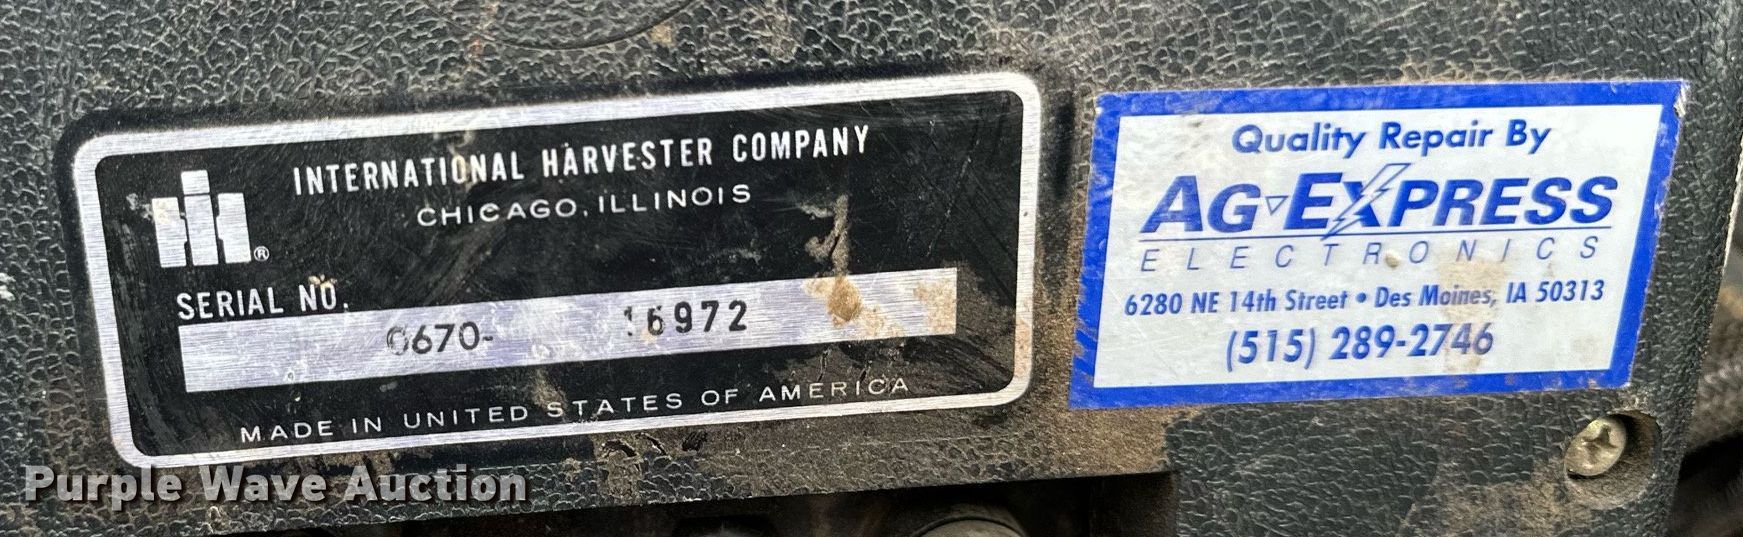 INTERNATIONAL HARVESTER COMPANY
CHICAGO, ILLINOIS
®
SERIAL NO.
0670- 16972
MADE IN UNITED STATES OF AMERICA
Quality Repair By
AG-EXPRESS
ELECTRONICS
6280 NE 14th Street • Des Moines, IA 50313
(515) 289-2746
Purple Wave Auction